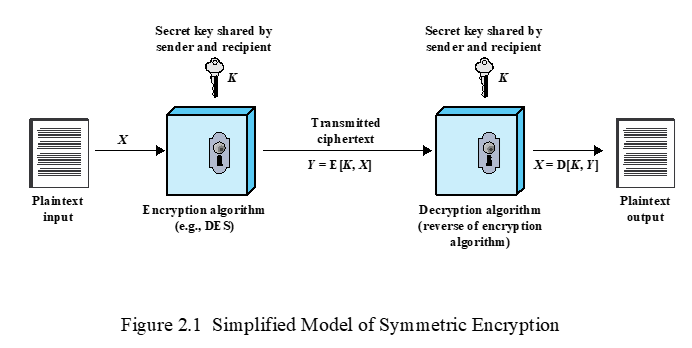 Secret key shared by
sender and recipient
K
Secret key shared by
sender and recipient
K
X
Transmitted
ciphertext
Y = E[K, X]
X = D[K, Y]
Plaintext
input
Encryption algorithm
(e.g., DES)
Decryption algorithm
(reverse of encryption
algorithm)
Plaintext
output
Figure 2.1 Simplified Model of Symmetric Encryption